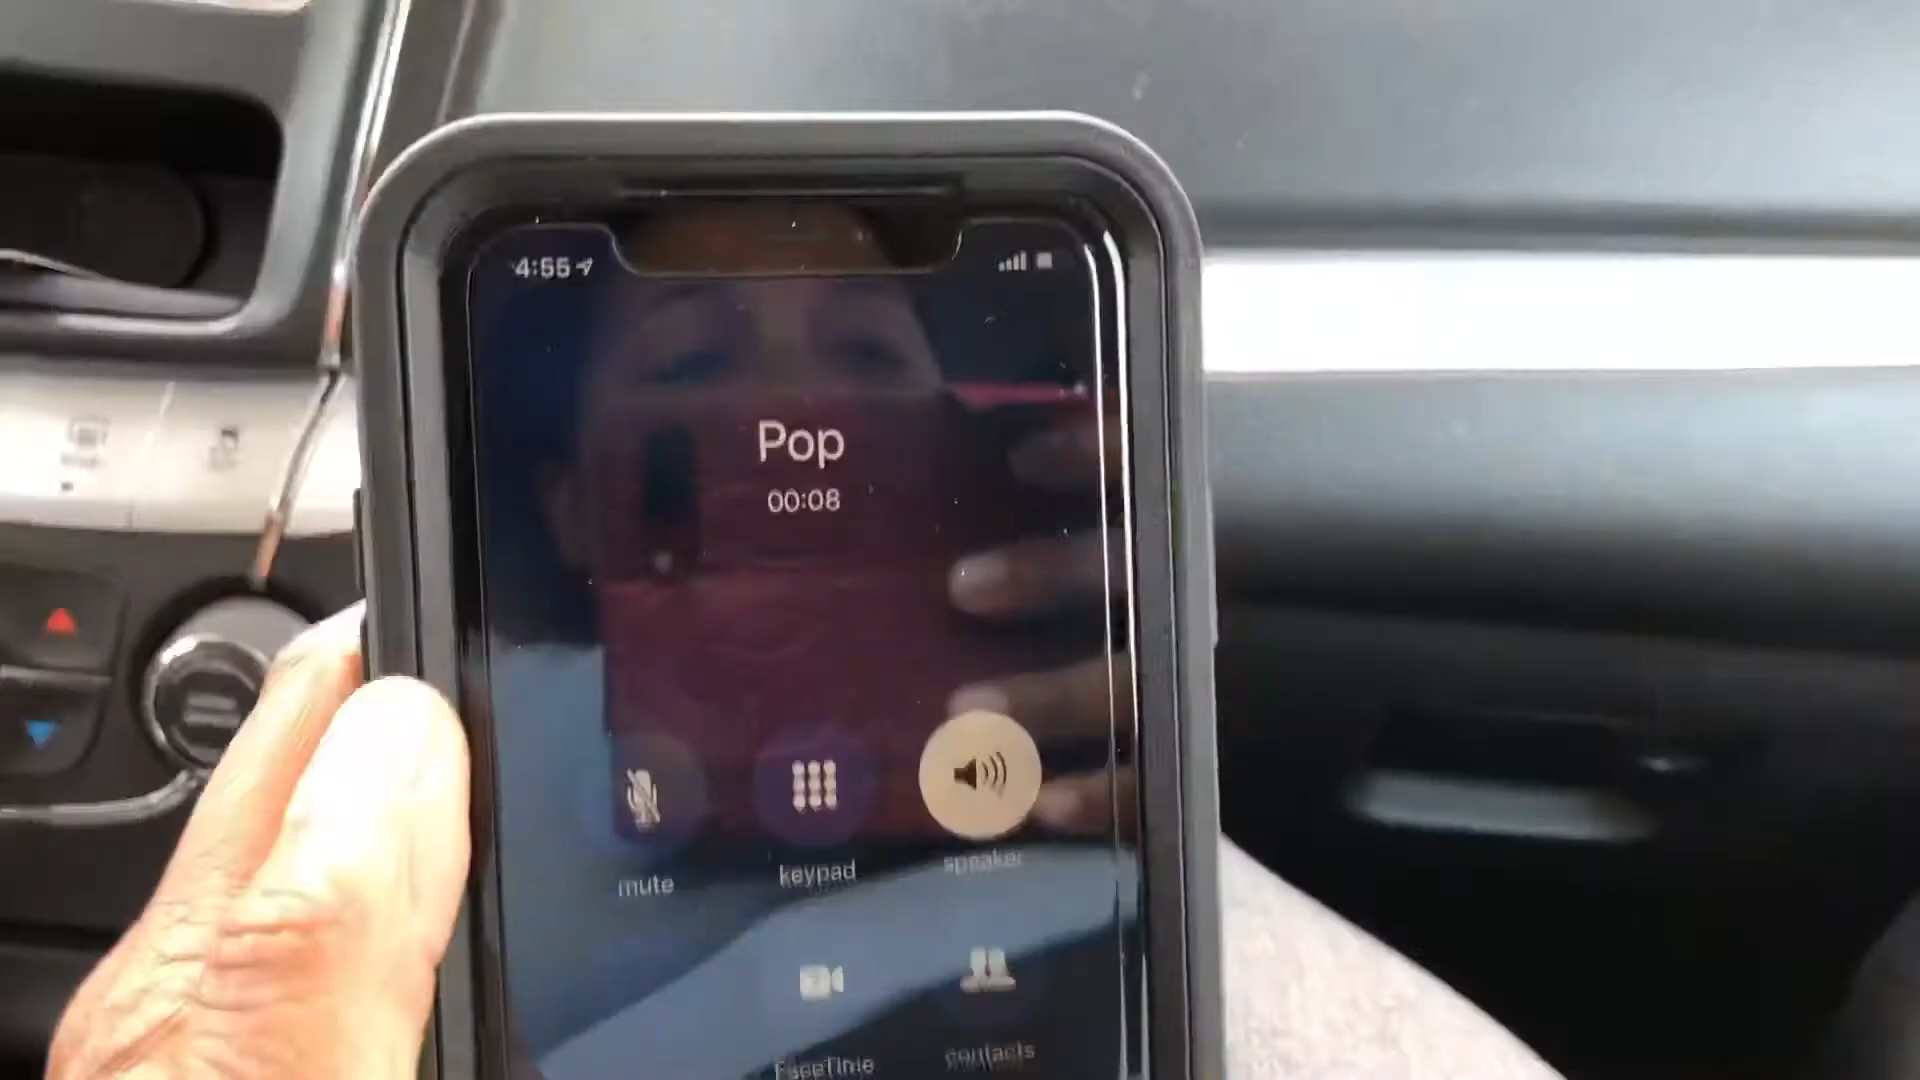 4:55
Pop
00:08
mute
keypad
speaker
FaceTime
contacts